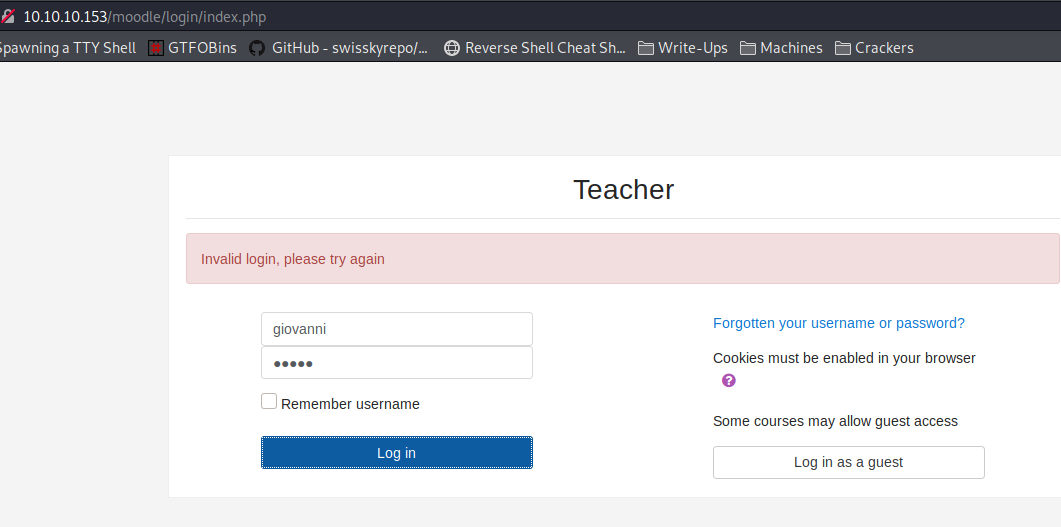 10.10.10.153/moodle/login/index.php
Spawning a TTY Shell GTFOBins GitHub - swisskyrepo/... Reverse Shell Cheat Sh... Write-Ups Machines Crackers
Teacher
Invalid login, please try again
giovanni
●●●●●
Remember username
Log in
Forgotten your username or password?
Cookies must be enabled in your browser
?
Some courses may allow guest access
Log in as a guest